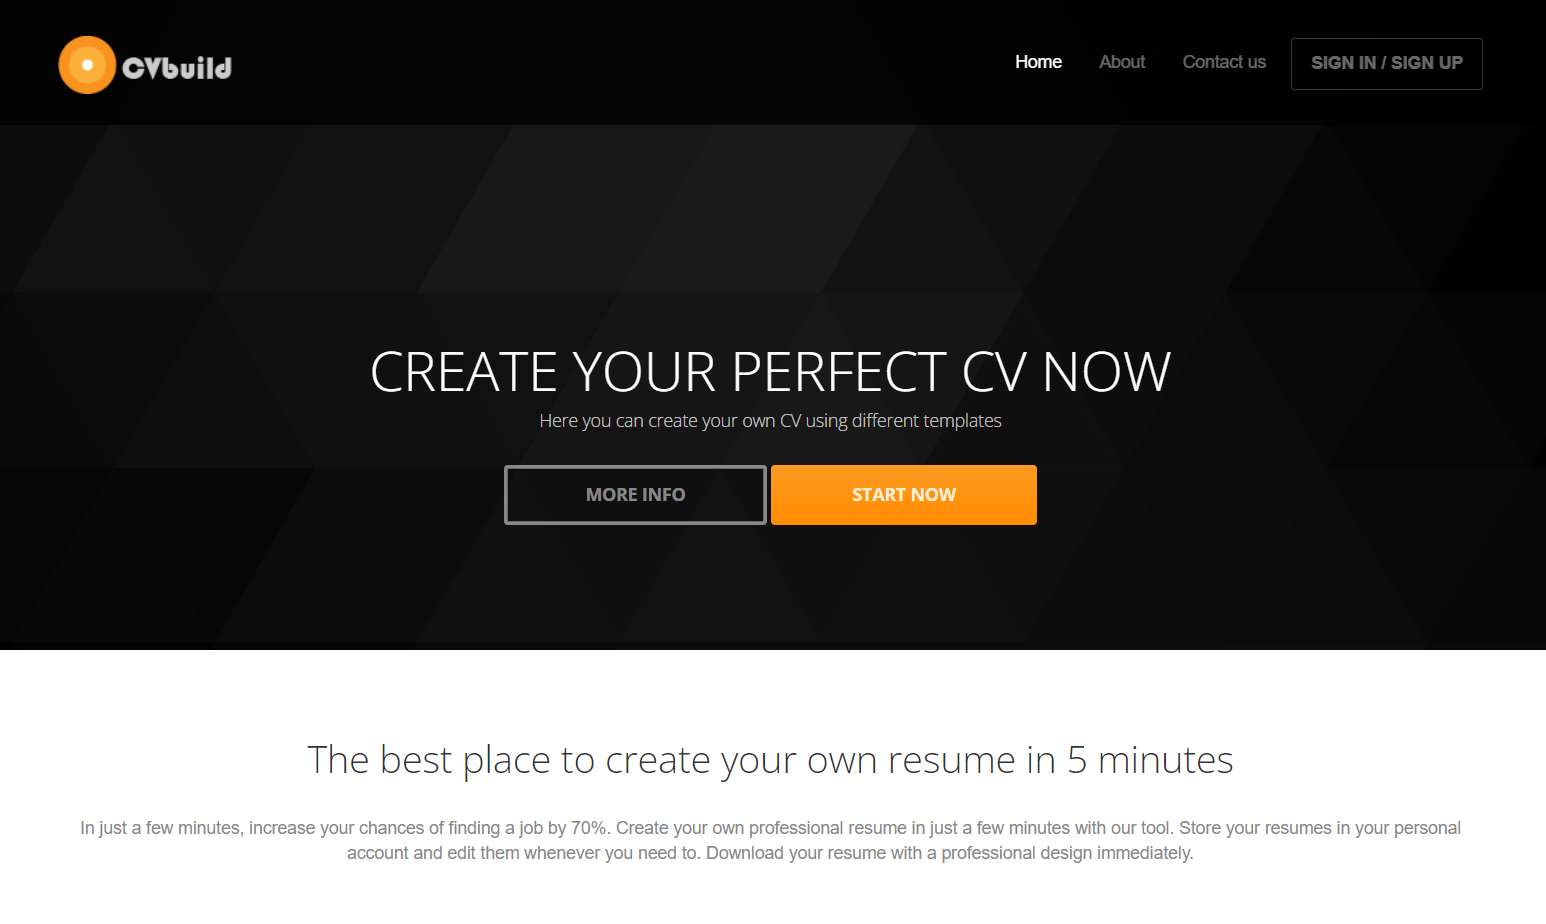 CVbuild
Home About Contact us SIGN IN / SIGN UP
CREATE YOUR PERFECT CV NOW
Here you can create your own CV using different templates
MORE INFO START NOW
The best place to create your own resume in 5 minutes
In just a few minutes, increase your chances of finding a job by 70%. Create your own professional resume in just a few minutes with our tool. Store your resumes in your personal
account and edit them whenever you need to. Download your resume with a professional design immediately.